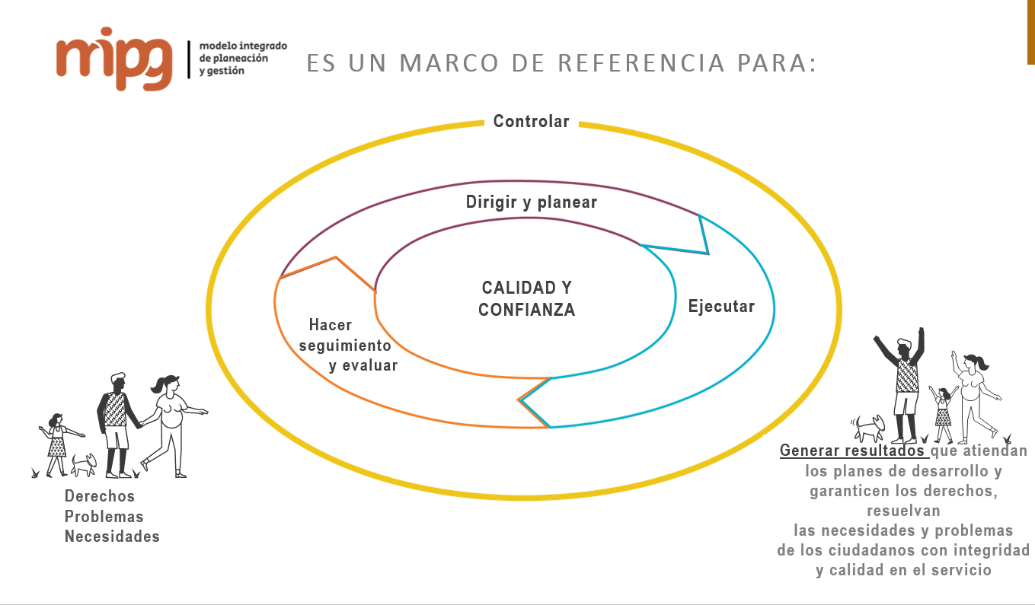 mipg
modelo integrado
de planeación
y gestión
ES UN MARCO DE REFERENCIA PARA:
Controlar
Dirigir y planear
CALIDAD Y
CONFIANZA
Ejecutar
Hacer
seguimiento
y evaluar
Derechos
Problemas
Necesidades
Generar resultados que atiendan
los planes de desarrollo y
garanticen los derechos,
resuelvan
las necesidades y problemas
de los ciudadanos con integridad
y calidad en el servicio